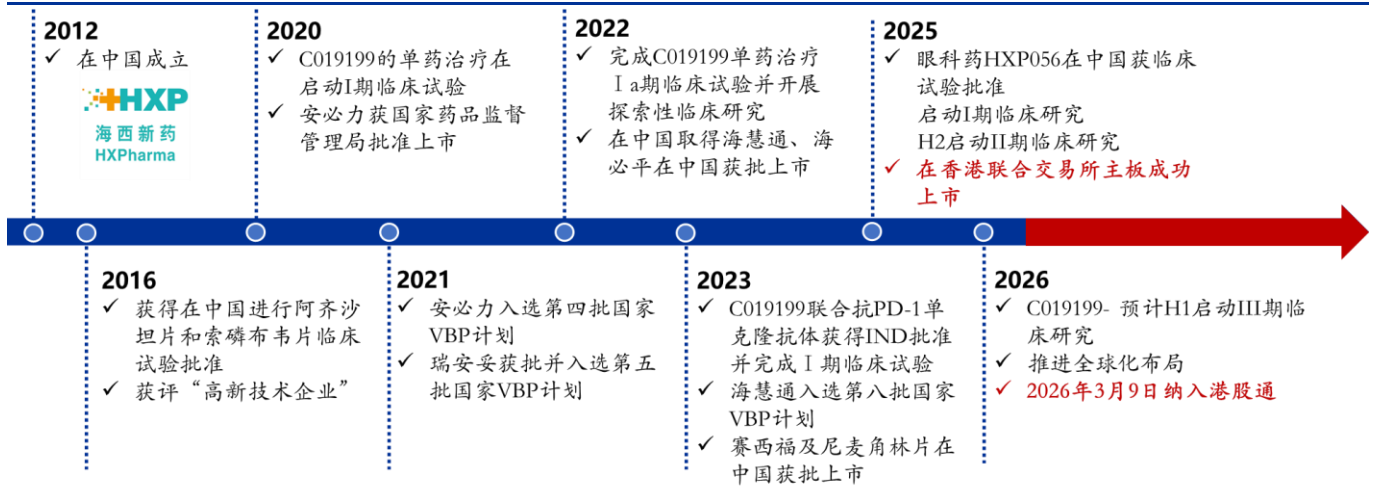 2012
✓ 在中国成立
HXP
海西新药
HXPharma
2020
✓ C019199的单药治疗在
启动I期临床试验
✓ 安必力获国家药品监督
管理局批准上市
2022
✓ 完成C019199单药治疗
Ⅰa期临床试验并开展
探索性临床研究
✓ 在中国取得海慧通、海
必平在中国获批上市
2025
✓ 眼科药HXP056在中国获临床
试验批准
启动I期临床研究
H2启动II期临床研究
✓ 在香港联合交易所主板成功
上市
2016
✓ 获得在中国进行阿齐沙
坦片和索磷布韦片临床
试验批准
✓ 获评“高新技术企业”
2021
✓ 安必力入选第四批国家
VBP计划
✓ 瑞安妥获批并入选第五
批国家VBP计划
2023
✓ C019199联合抗PD-1单
克隆抗体获得IND批准
并完成Ⅰ期临床试验
✓ 海慧通入选第八批国家
VBP计划
✓ 赛西福及尼麦角林片在
中国获批上市
2026
✓ C019199- 预计H1启动III期临
床研究
✓ 推进全球化布局
✓ 2026年3月9日纳入港股通